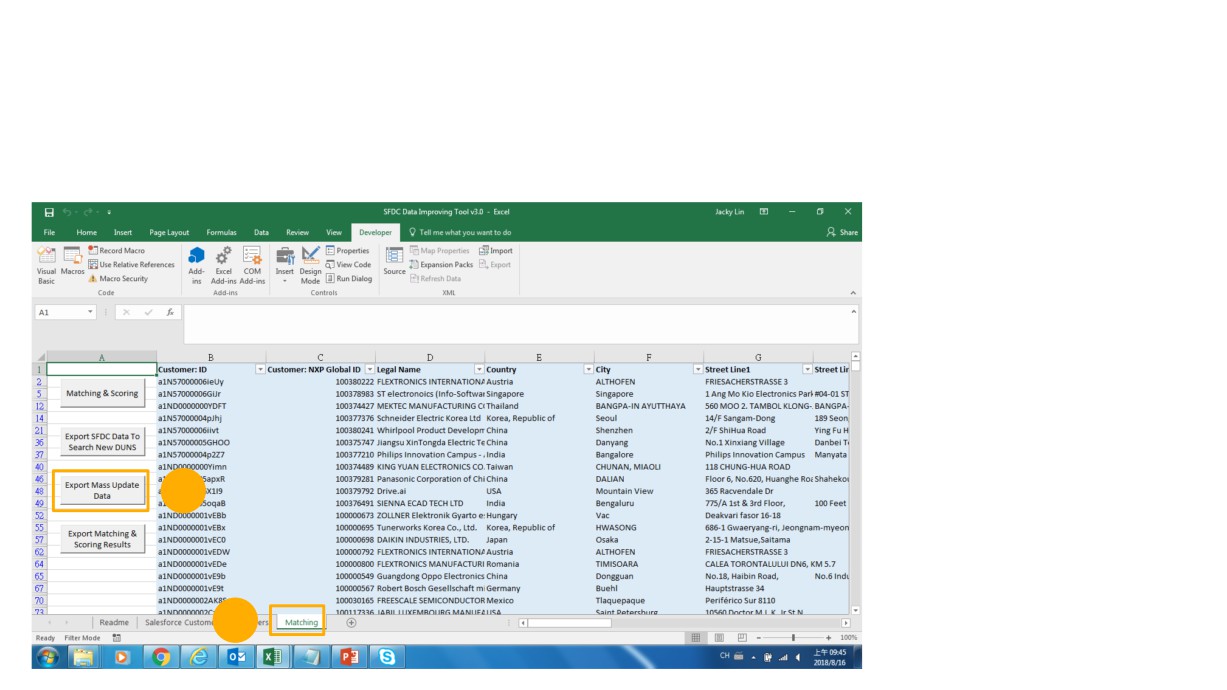 SFDC Data Improving Tool v3.0 - Excel
Jacky Lin
File Home Insert Page Layout Formulas Data Review View Developer Tell me what you want to do Share
Visual Basic
Macros
Record Macro
Use Relative References
Macro Security
Code
Add-ins
Excel Add-ins
COM Add-ins
Add-ins
Insert
Design Mode
Properties
View Code
Run Dialog
Controls
Source
Map Properties
Expansion Packs
Refresh Data
Import
Export
XML
A1 fx
A B C D E F G
1 Customer: ID Customer: NXP Global ID Legal Name Country City Street Line1 Street Lir
2 a1N57000006ieUy 100380222 FLEXTRONICS INTERNATIONA Austria ALTHOFEN FRIESACHERSTRASSE 3
5 Matching & Scoring a1N57000006GiUr 100378983 ST electronoics (Info-Softwar Singapore Singapore 1 Ang Mo Kio Electronics Park #04-01 ST
12 a1ND0000000YDFT 100374427 MEKTEC MANUFACTURING C Thailand BANGPA-IN AYUTTHAYA 560 MOO 2. TAMBOL KLONG- BANGPA-
14 a1N57000004pJhj 100377376 Schneider Electric Korea Ltd Korea, Republic of Seoul 14/F Sangam-Dong 189 Seon
21 a1N57000006iivt 100380241 Whirlpool Product Developm China Shenzhen 2/F ShiHua Road Ying Fu H
Export SFDC Data To
Search New DUNS
36 a1N57000005GHOO 100375747 Jiangsu XinTongda Electric Te China Danyang No.1 Xinxiang Village Danbei T
37 a1N57000004p2Z7 100377210 Philips Innovation Campus - . India Bangalore Philips Innovation Campus Manyata
40 a1ND0000000Yimn 100374489 KING YUAN ELECTRONICS CO. Taiwan CHUNAN, MIAOLI 118 CHUNG-HUA ROAD
46 apxR 100379281 Panasonic Corporation of Chi China DALIAN Floor 6, No.620, Huanghe Roa Shahekou
Export Mass Update
Data
48 X1I9 100379792 Drive.ai USA Mountain View 365 Racvendale Dr
49 oqaB 100376491 SIENNA ECAD TECH LTD India Bengaluru 775/A 1st & 3rd Floor, 100 Feet
52 a1ND0000001vEBb 100000673 ZOLLNER Elektronik Gyarto e: Hungary Vac Deakvari fasor 16-18
55 a1ND0000001vEBx 100000695 Tunerworks Korea Co., Ltd. Korea, Republic of HWASONG 686-1 Gwaeryang-ri, Jeongnam-myeon
Export Matching &
Scoring Results
57 a1ND0000001vEC0 100000698 DAIKIN INDUSTRIES, LTD. Japan Osaka 2-15-1 Matsue,Saitama
62 a1ND0000001vEDW 100000792 FLEXTRONICS INTERNATIONA Austria ALTHOFEN FRIESACHERSTRASSE 3
64 a1ND0000001vEDe 100000800 FLEXTRONICS MANUFACTURI Romania TIMISOARA CALEA TORONTALULUI DN6, KM 5.7
65 a1ND0000001vE9b 100000549 Guangdong Oppo Electronics China Dongguan No.18, Haibin Road, No.6 Indu
67 a1ND0000001vE9t 100000567 Robert Bosch Gesellschaft m Germany Buehl Hauptstrasse 34
70 a1ND0000002AK8 100030165 FREESCALE SEMICONDUCTOR Mexico Tlaquepaque Periférico Sur 8110
73 100117336 JABIL LUXEMBOURG MANUFA USA Saint Petersburg 10560 Doctor M L K Jr St N
Readme Salesforce Custome ers Matching
Ready Filter Mode 100%
CH 上午 09:45
2018/8/16